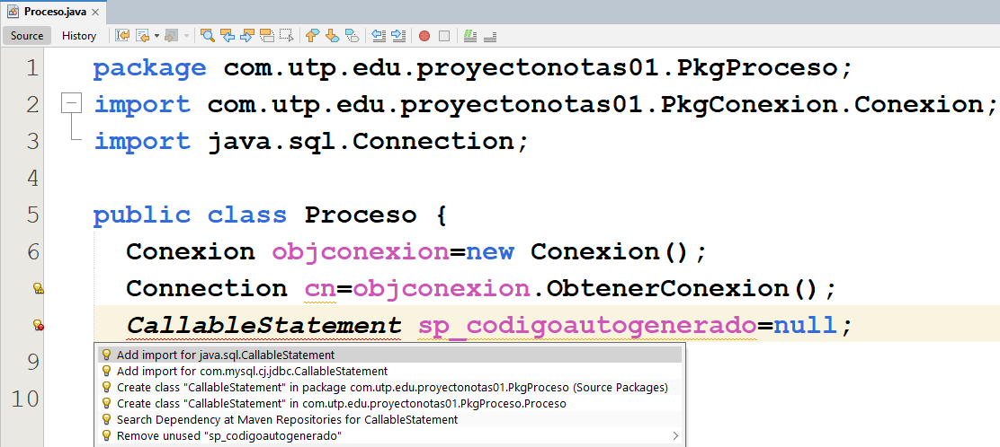 Proceso.java
Source History
1 package com.utp.edu.proyectonotas01.PkgProceso;
2 import com.utp.edu.proyectonotas01.PkgConexion.Conexion;
3 import java.sql.Connection;
4
5 public class Proceso {
6 Conexion objconexion=new Conexion();
Connection cn=objconexion.ObtenerConexion();
CallableStatement sp_codigoautogenerado=null;
9
10
Add import for java.sql.CallableStatement
Add import for com.mysql.cj.jdbc.CallableStatement
Create class "CallableStatement" in package com.utp.edu.proyectonotas01.PkgProceso (Source Packages)
Create class "CallableStatement" in com.utp.edu.proyectonotas01.PkgProceso.Proceso
Search Dependency at Maven Repositories for CallableStatement
Remove unused "sp_codigoautogenerado"